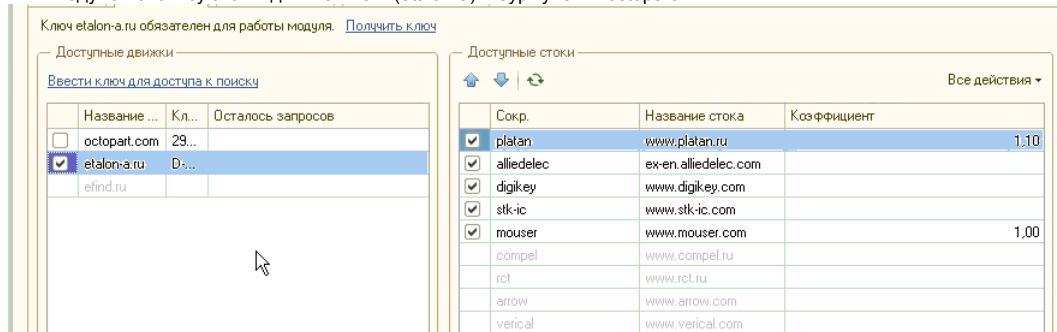 Ключ etalon-a.ru обязателен для работы модуля. Получить ключ
Доступные движки
Ввести ключ для доступа к поиску
Название ... Кл... Осталось запросов
octopart.com 29...
etalon-a.ru D-...
efind.ru
Доступные стоки
Все действия
Сокр. Название стока Коэффициент
platan www.platan.ru 1,10
alliedelec ex-en.alliedelec.com
digikey www.digikey.com
stk-ic www.stk-ic.com
mouser www.mouser.com 1,00
compel www.compel.ru
rct www.rct.ru
arrow www.arrow.com
verical www.verical.com